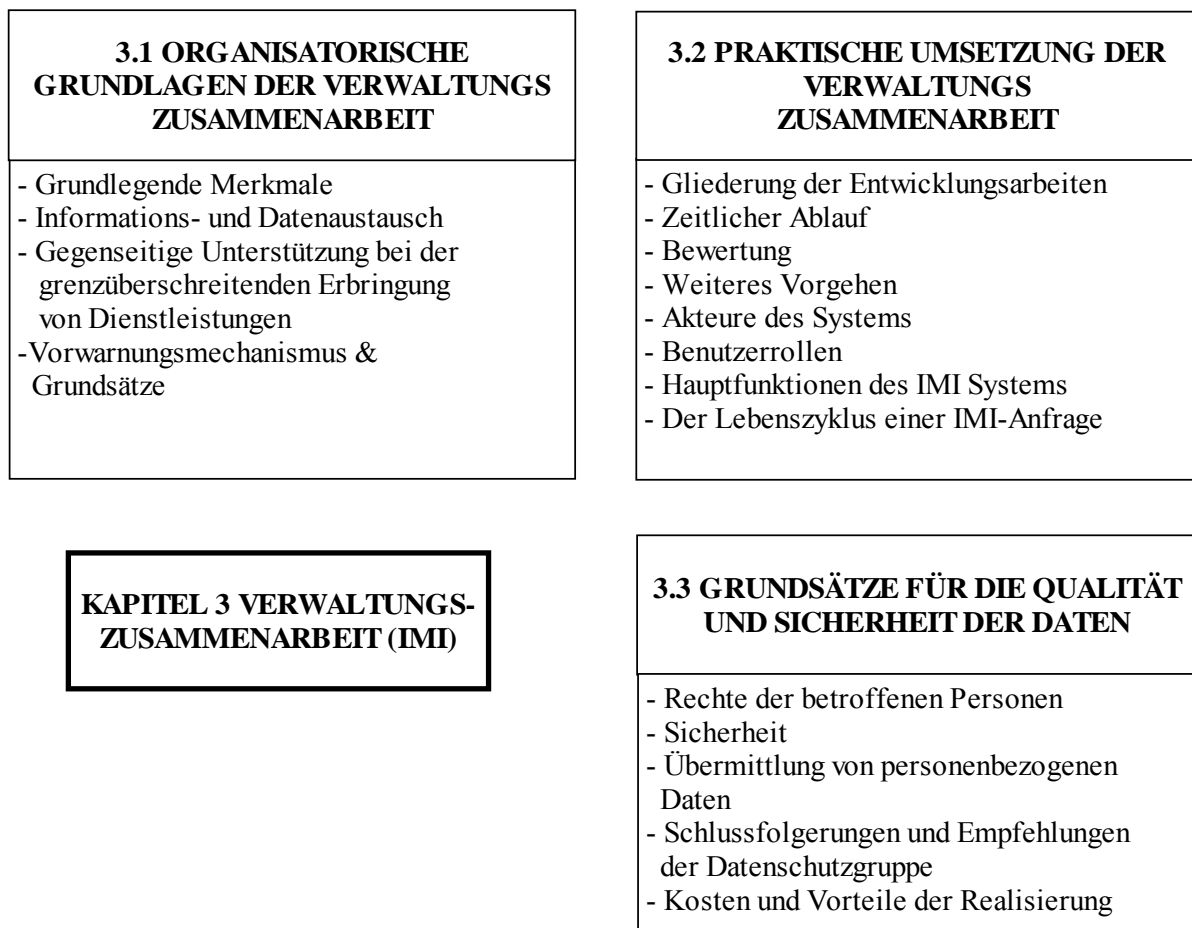 3.1 ORGANISATORISCHE
GRUNDLAGEN DER VERWALTUNGS
ZUSAMMENARBEIT
- Grundlegende Merkmale
- Informations- und Datenaustausch
- Gegenseitige Unterstützung bei der
grenzüberschreitenden Erbringung
von Dienstleistungen
-Vorwarnungsmechanismus &
Grundsätze
3.2 PRAKTISCHE UMSETZUNG DER
VERWALTUNGS
ZUSAMMENARBEIT
- Gliederung der Entwicklungsarbeiten
- Zeitlicher Ablauf
- Bewertung
- Weiteres Vorgehen
- Akteure des Systems
- Benutzerrollen
- Hauptfunktionen des IMI Systems
- Der Lebenszyklus einer IMI-Anfrage
KAPITEL 3 VERWALTUNGS-
ZUSAMMENARBEIT (IMI)
3.3 GRUNDSÄTZE FÜR DIE QUALITÄT
UND SICHERHEIT DER DATEN
- Rechte der betroffenen Personen
- Sicherheit
- Übermittlung von personenbezogenen
Daten
- Schlussfolgerungen und Empfehlungen
der Datenschutzgruppe
- Kosten und Vorteile der Realisierung